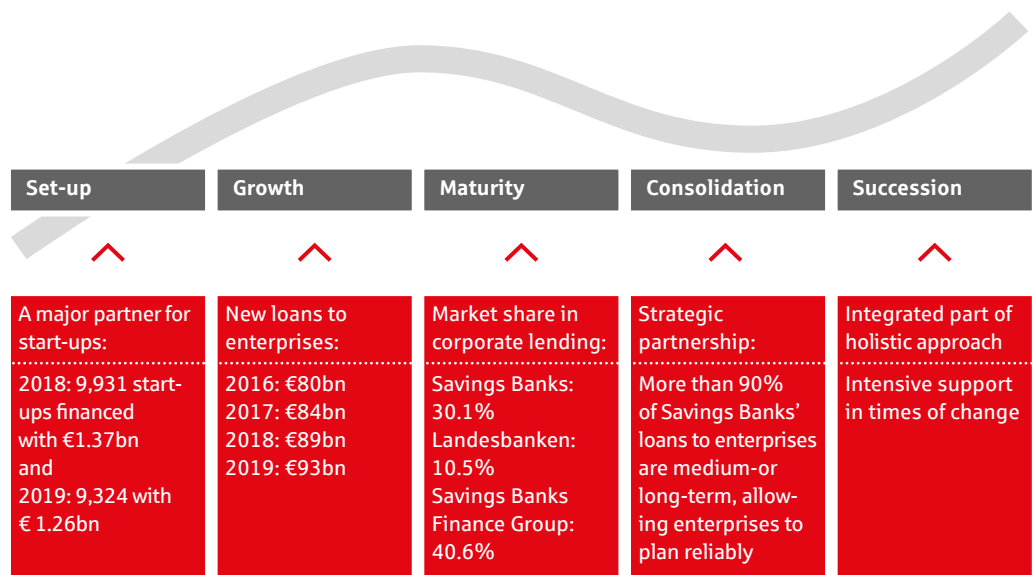 Set-up
Growth
Maturity
Consolidation
Succession
A major partner for
start-ups:
2018: 9,931 start-
ups financed
with €1.37bn
and
2019: 9,324 with
€ 1.26bn
New loans to
enterprises:
2016: €80bn
2017: €84bn
2018: €89bn
2019: €93bn
Market share in
corporate lending:
Savings Banks:
30.1%
Landesbanken:
10.5%
Savings Banks
Finance Group:
40.6%
Strategic
partnership:
More than 90%
of Savings Banks’
loans to enterprises
are medium-or
long-term, allow-
ing enterprises to
plan reliably
Integrated part of
holistic approach
Intensive support
in times of change